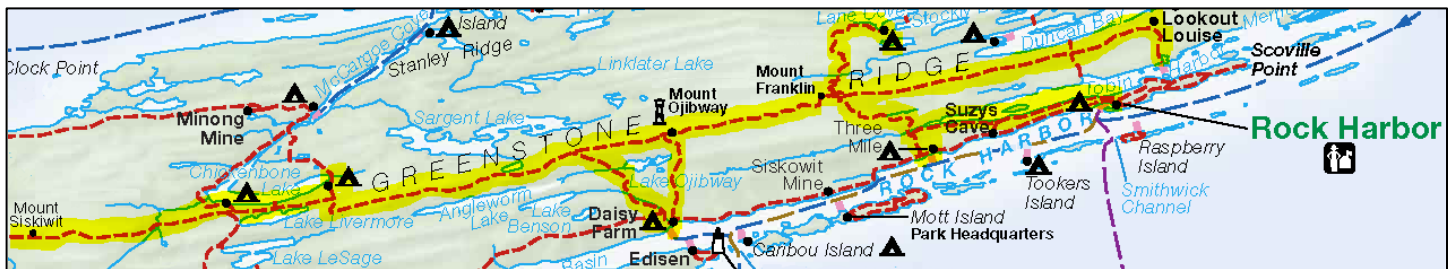 Clock Point
McCargoe Cove
Island
Stanley Ridge
Minong
Mine
Chickenbone
Lake
Mount
Siskiwit
Lake Livermore
Lake LeSage
GREENSTONE
RIDGE
Sargent Lake
Linklater Lake
Angleworm
Lake
Lake
Benson
Mount
Ojibway
Lake Ojibway
Daisy
Farm
Edisen
Basin
Mount
Franklin
Lane Cove
Duncan Bay
Lookout
Louise
Tobin Harbor
Scoville
Point
Suzys
Cave
Three
Mile
Siskowit
Mine
ROCK HARBOR
Mott Island
Park Headquarters
Caribou Island
Tookers
Island
Raspberry
Island
Smithwick
Channel
Rock Harbor